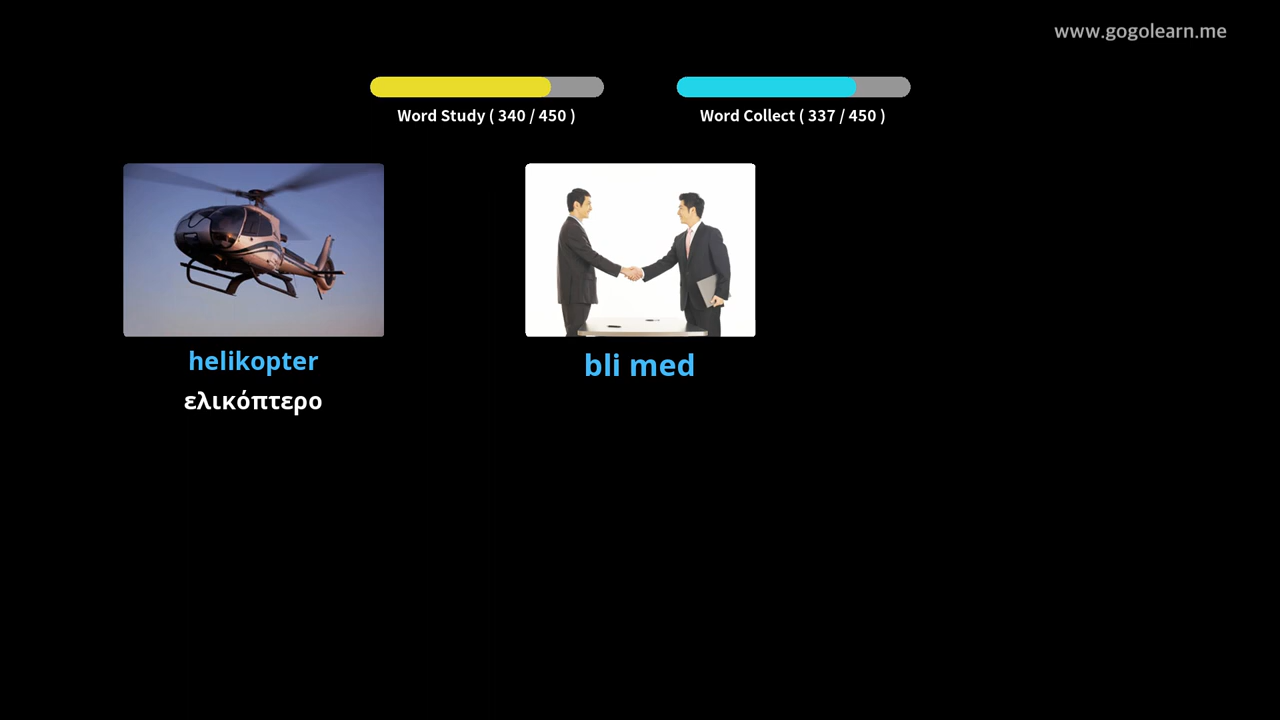 www.gogolearn.me
Word Study ( 340 / 450 )
Word Collect ( 337 / 450 )
helikopter
ελικόπτερο
bli med